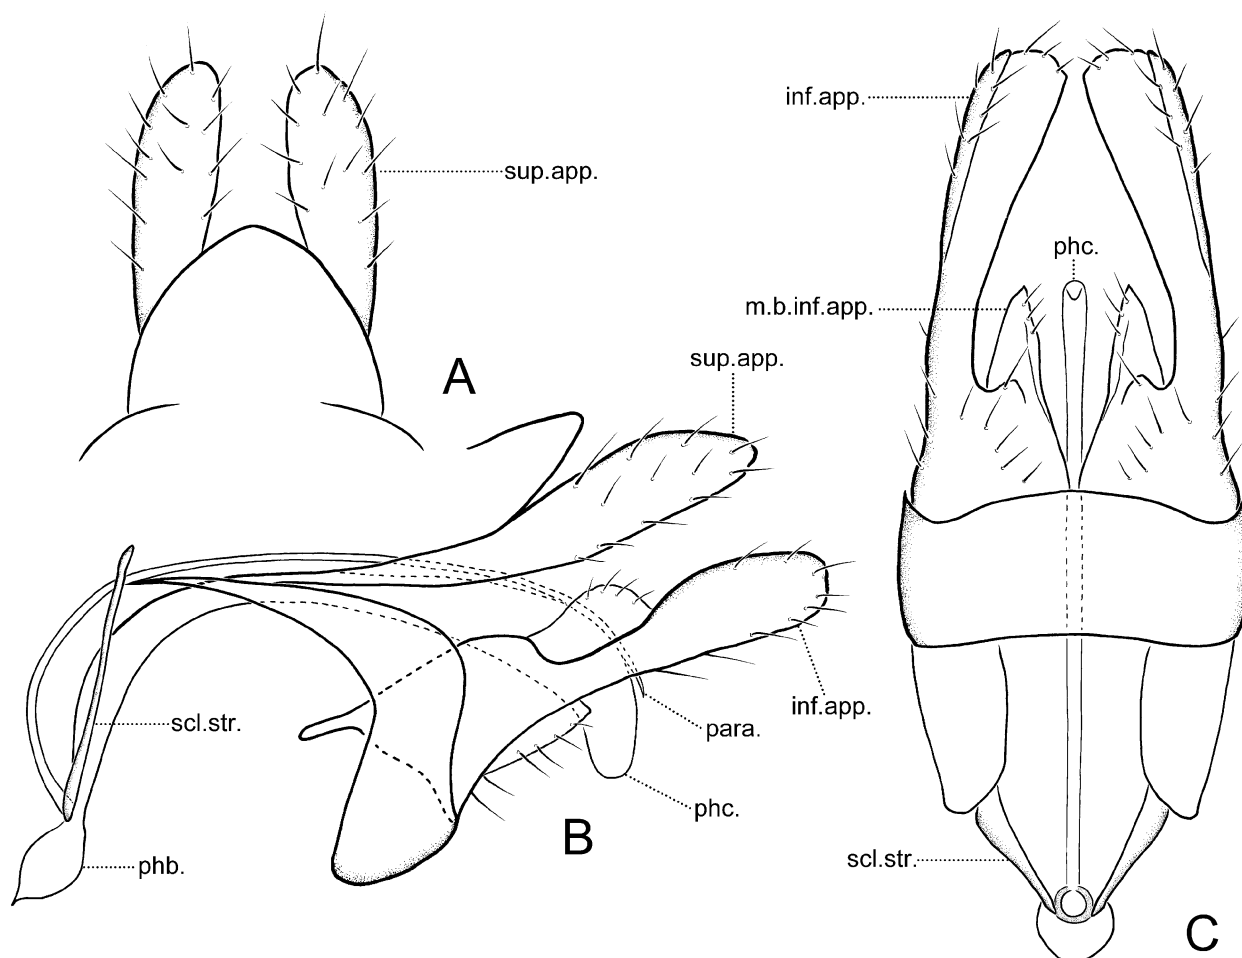 sup.app.
A
sup.app.
scl.str.
inf.app.
para.
phc.
phb.
B
inf.app.
phc.
m.b.inf.app.
scl.str.
C